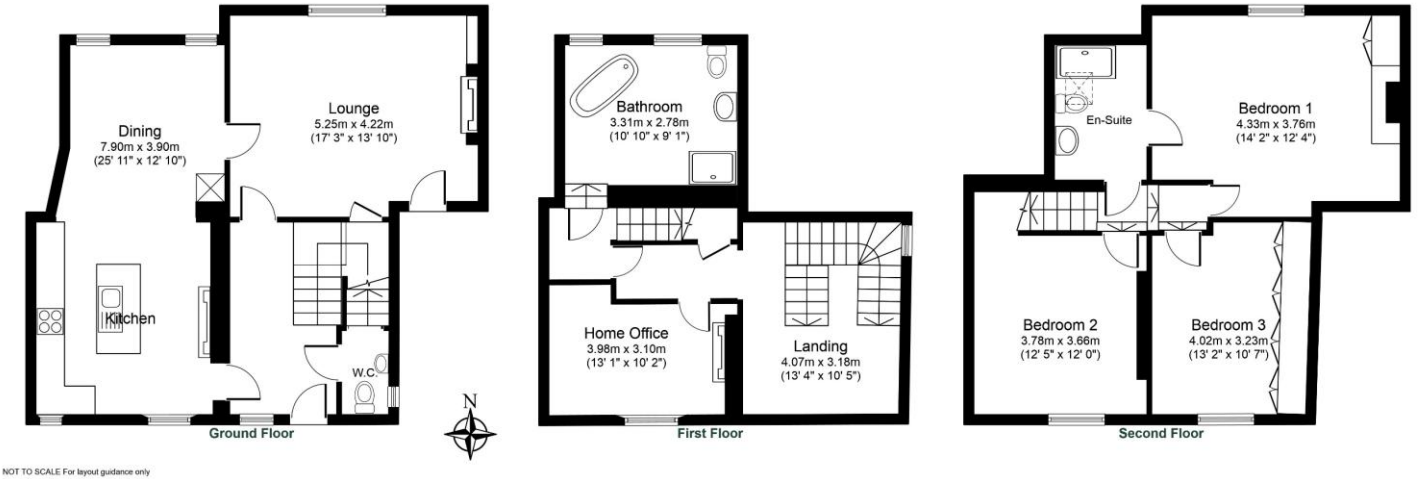 Dining
7.90m x 3.90m
(25' 11" x 12' 10")
Lounge
5.25m x 4.22m
(17' 3" x 13' 10")
Kitchen
W.C.
Ground Floor
N
Bathroom
3.31m x 2.78m
(10' 10" x 9' 1")
Home Office
3.98m x 3.10m
(13' 1" x 10' 2")
Landing
4.07m x 3.18m
(13' 4" x 10' 5")
First Floor
En-Suite
Bedroom 1
4.33m x 3.76m
(14' 2" x 12' 4")
Bedroom 2
3.78m x 3.66m
(12' 5" x 12' 0")
Bedroom 3
4.02m x 3.23m
(13' 2" x 10' 7")
Second Floor
NOT TO SCALE For layout guidance only